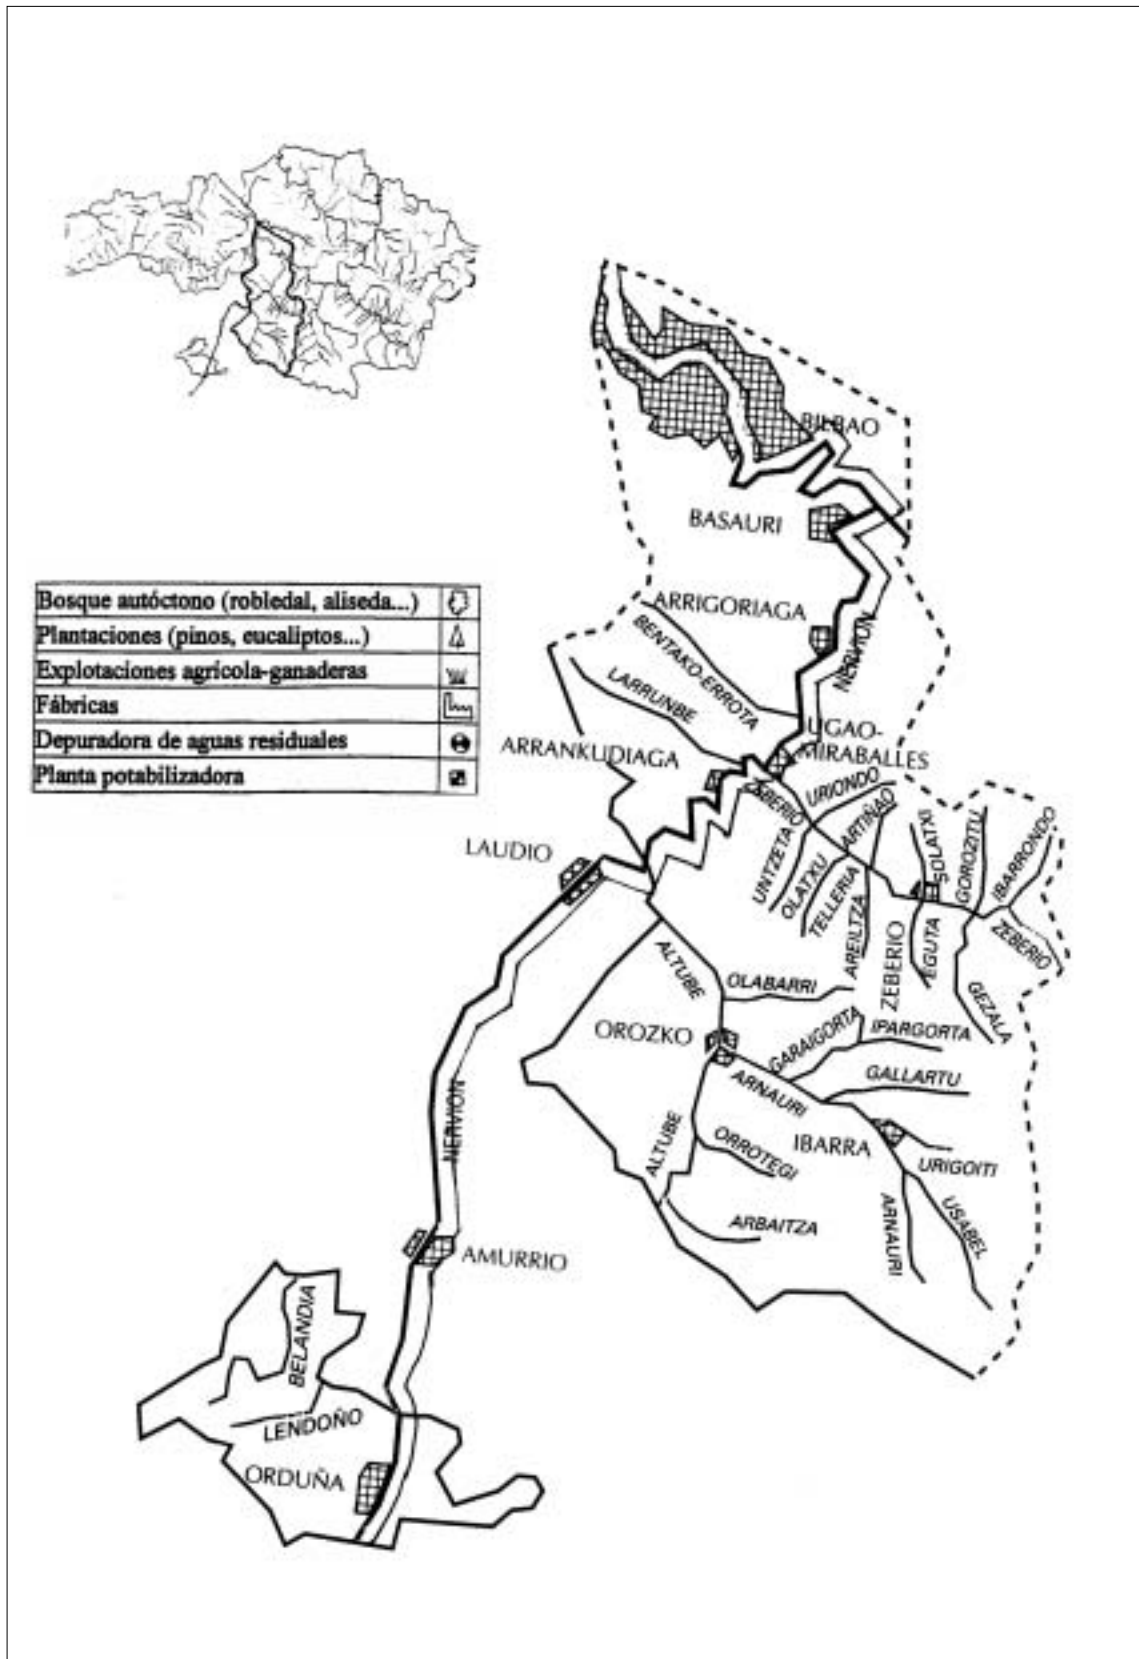 BILBAO
BASAURI
Bosque autóctono (robledal, aliseda...)
Plantaciones (pinos, eucaliptos...)
Explotaciones agrícola-ganaderas
Fábricas
Depuradora de aguas residuales
Planta potabilizadora
ARRIGORIAGA
NERVION
BENTAKO-ERROTA
LARRUNBE
UGAO-
MIRABALLES
ARRANKUDIAGA
ZEBERIO
URIONDO
ARTIÑAO
UNTZETA
OLATXU
TELLERIA
AREILTZA
SOLATXI
GOROZITU
IBARRONDO
LAUDIO
ZEBERIO
EGUTA
ZEBERIO
GEZALA
ALTUBE
OLABARRI
OROZKO
GARAIGORTA
IPARGORTA
GALLARTU
ARNAURI
IBARRA
ALTUBE
ORROTEGI
URIGOITI
USABEL
ARNAURI
ARBAITZA
NERVION
AMURRIO
BELANDIA
LENDOÑO
ORDUÑA